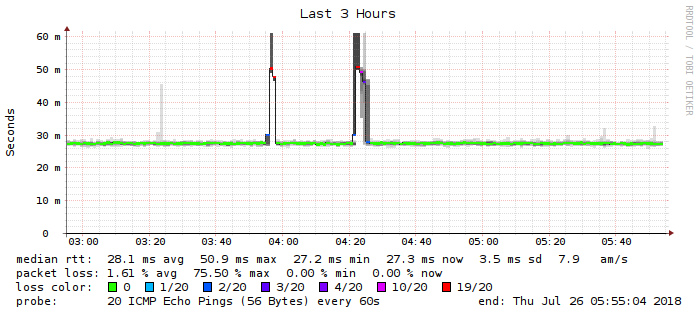 Last 3 Hours
RRDTOOL / TOBI OETIKER
Seconds
60 m
50 m
40 m
30 m
20 m
10 m
0
03:00 03:20 03:40 04:00 04:20 04:40 05:00 05:20 05:40
median rtt: 28.1 ms avg 50.9 ms max 27.2 ms min 27.3 ms now 3.5 ms sd 7.9 am/s
packet loss: 1.61 % avg 75.50 % max 0.00 % min 0.00 % now
loss color: 0 1/20 2/20 3/20 4/20 10/20 19/20
probe: 20 ICMP Echo Pings (56 Bytes) every 60s end: Thu Jul 26 05:55:04 2018